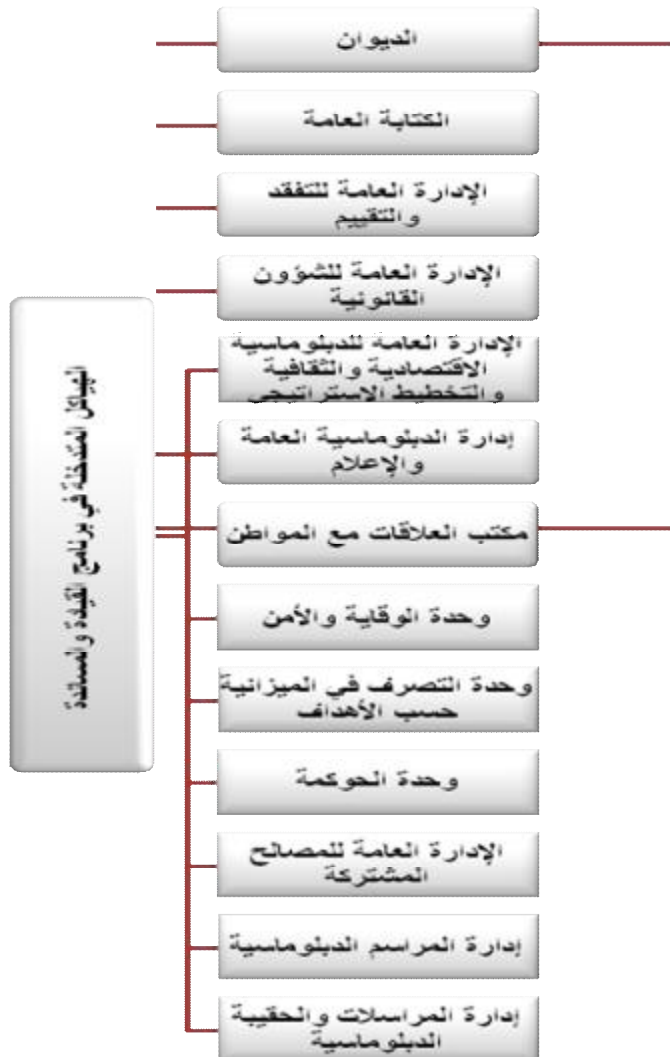 الديوان
الكتابة العامة
الإدارة العامة للتفقد
والتقييم
الإدارة العامة للشؤون
القانونية
الإدارة العامة للدبلوماسية
الاقتصادية والثقافية
والتخطيط الاستراتيجي
إدارة الدبلوماسية العامة
والإعلام
مكتب العلاقات مع المواطن
وحدة الوقاية والأمن
وحدة التصرف في الميزانية
حسب الأهداف
وحدة الحوكمة
الإدارة العامة للمصالح
المشتركة
إدارة المراسم الدبلوماسية
إدارة المراسلات والحقيبة
الدبلوماسية
الهياكل المتدخلة في برنامج القيادة والمساندة